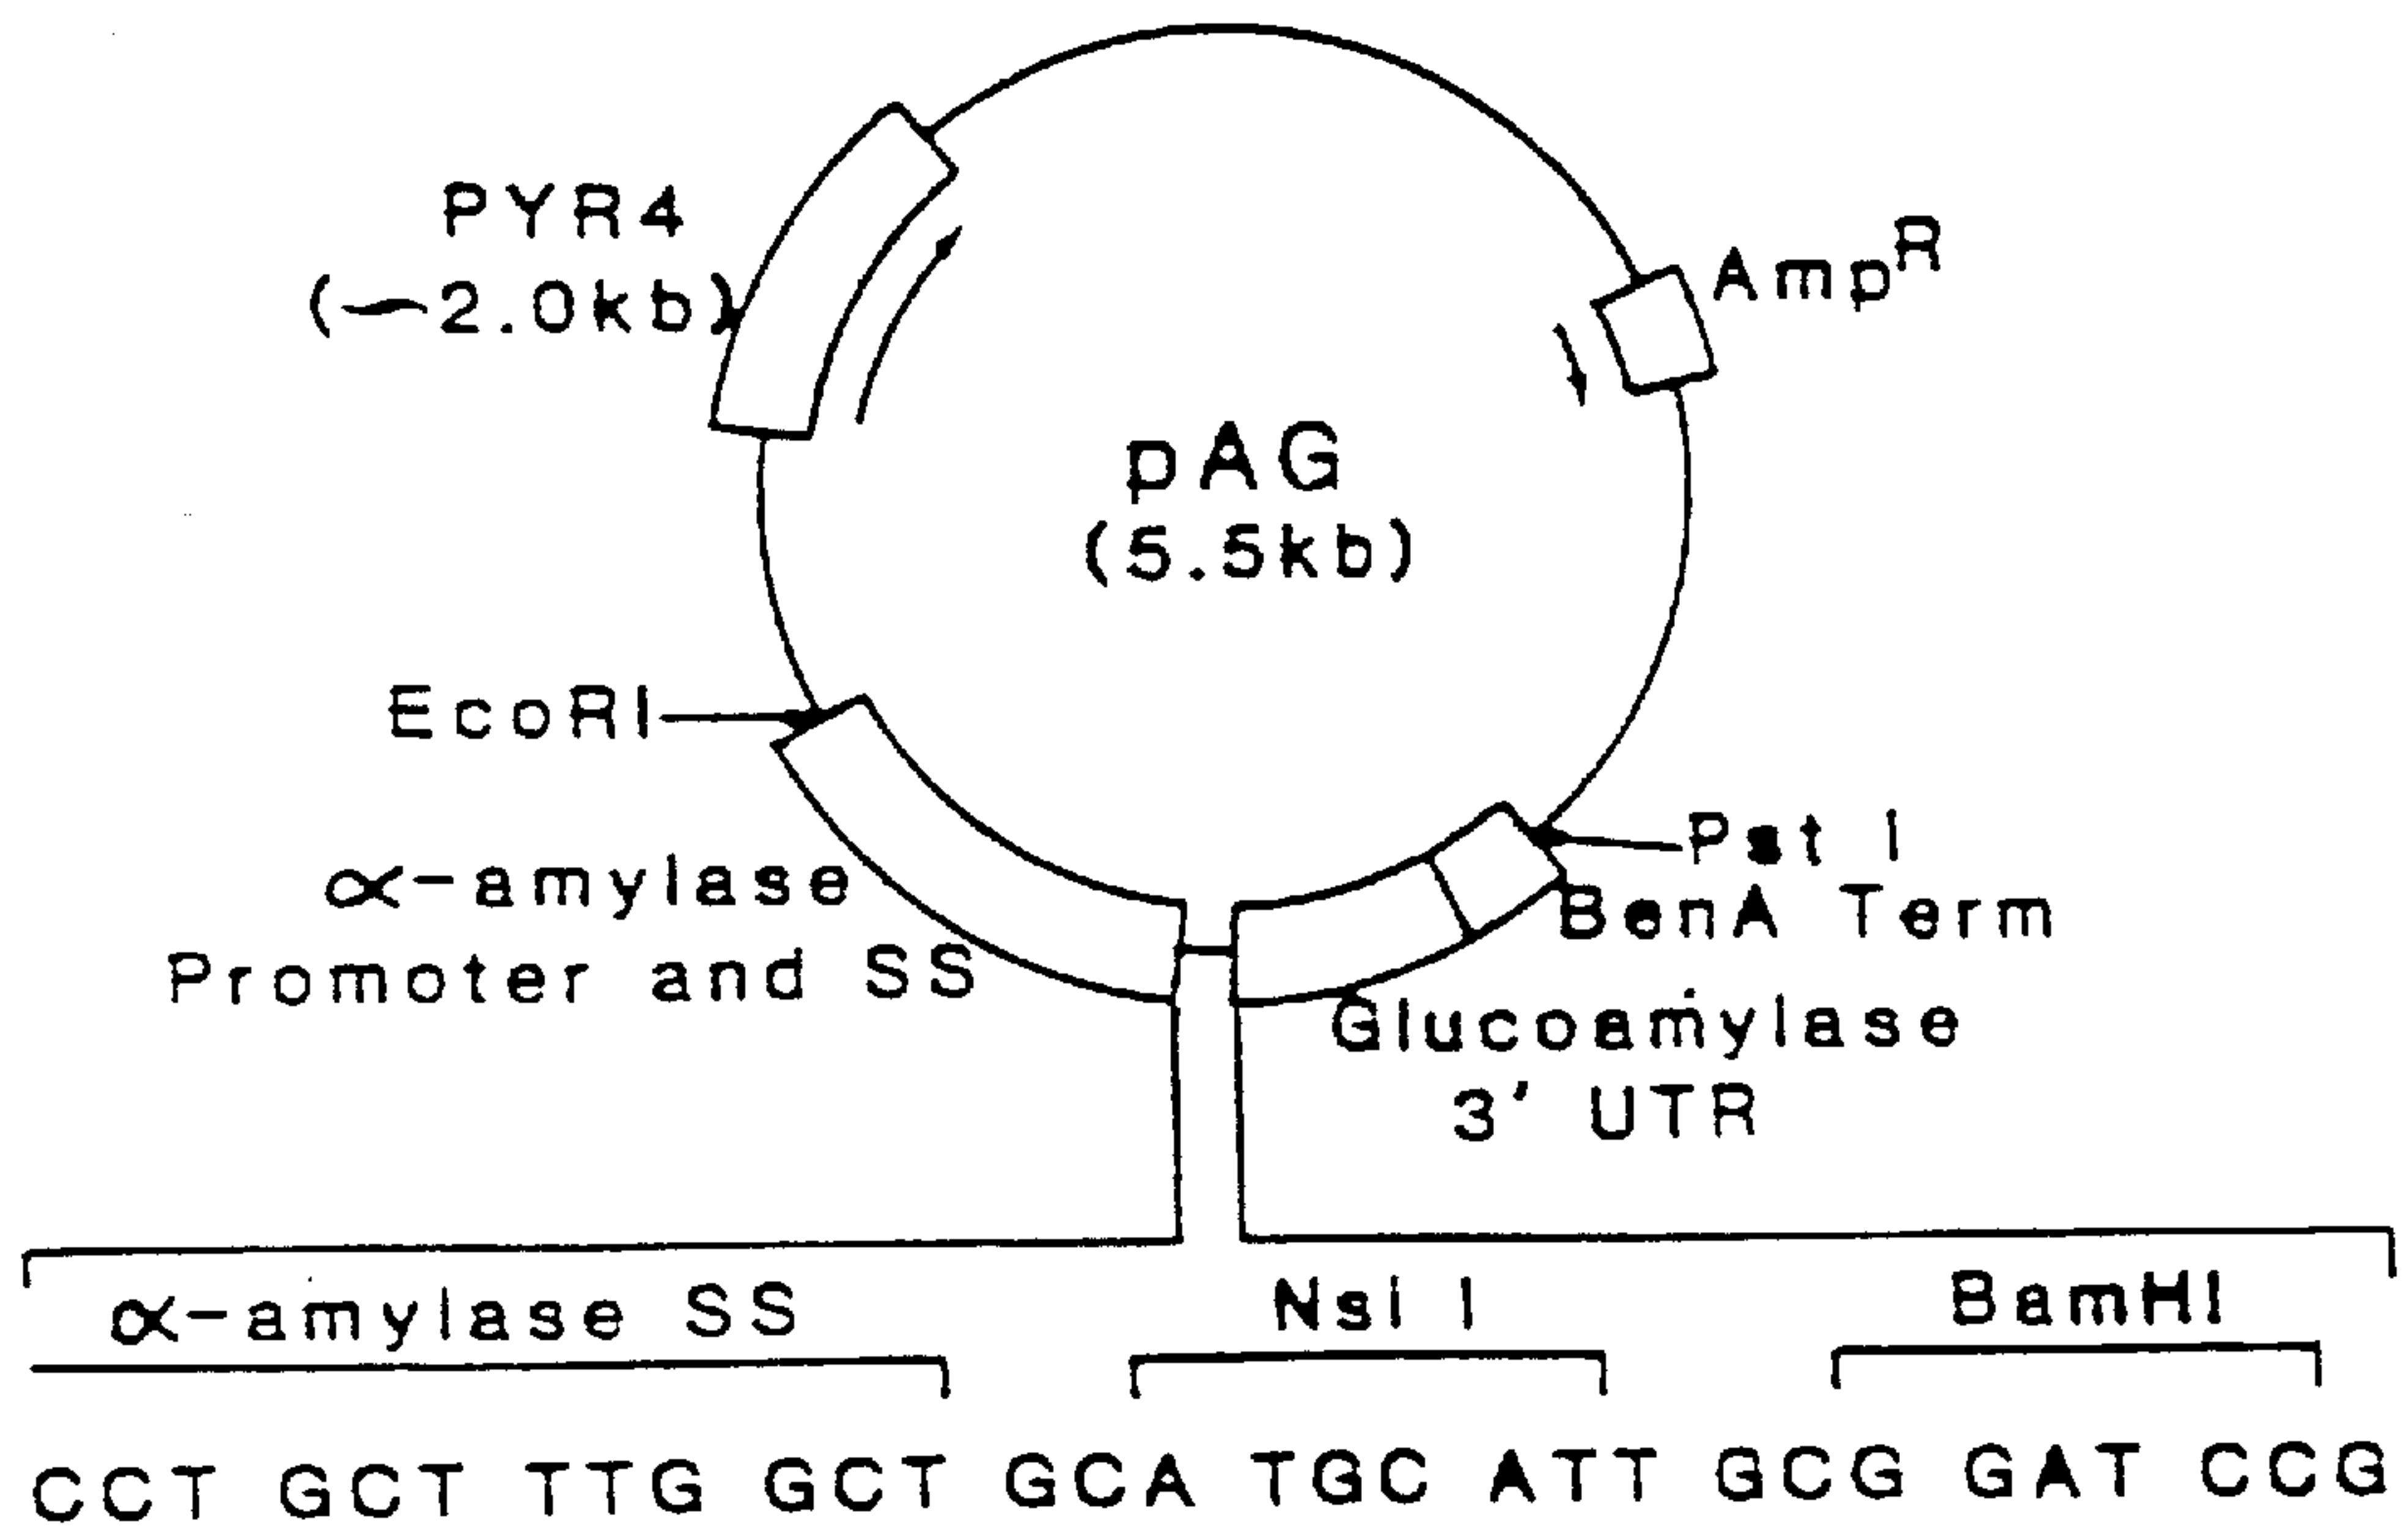 PYR4
(~2.0kb)
Amp^R
pAG
(5.5kb)
EcoRI
α-amylase
Promoter and SS
Pst I
BenA Term
Glucoamylase
3' UTR
α-amylase SS
Nsi I
BamHI
CCT GCT TTG GCT GCA TGC ATT GCG GAT CCG